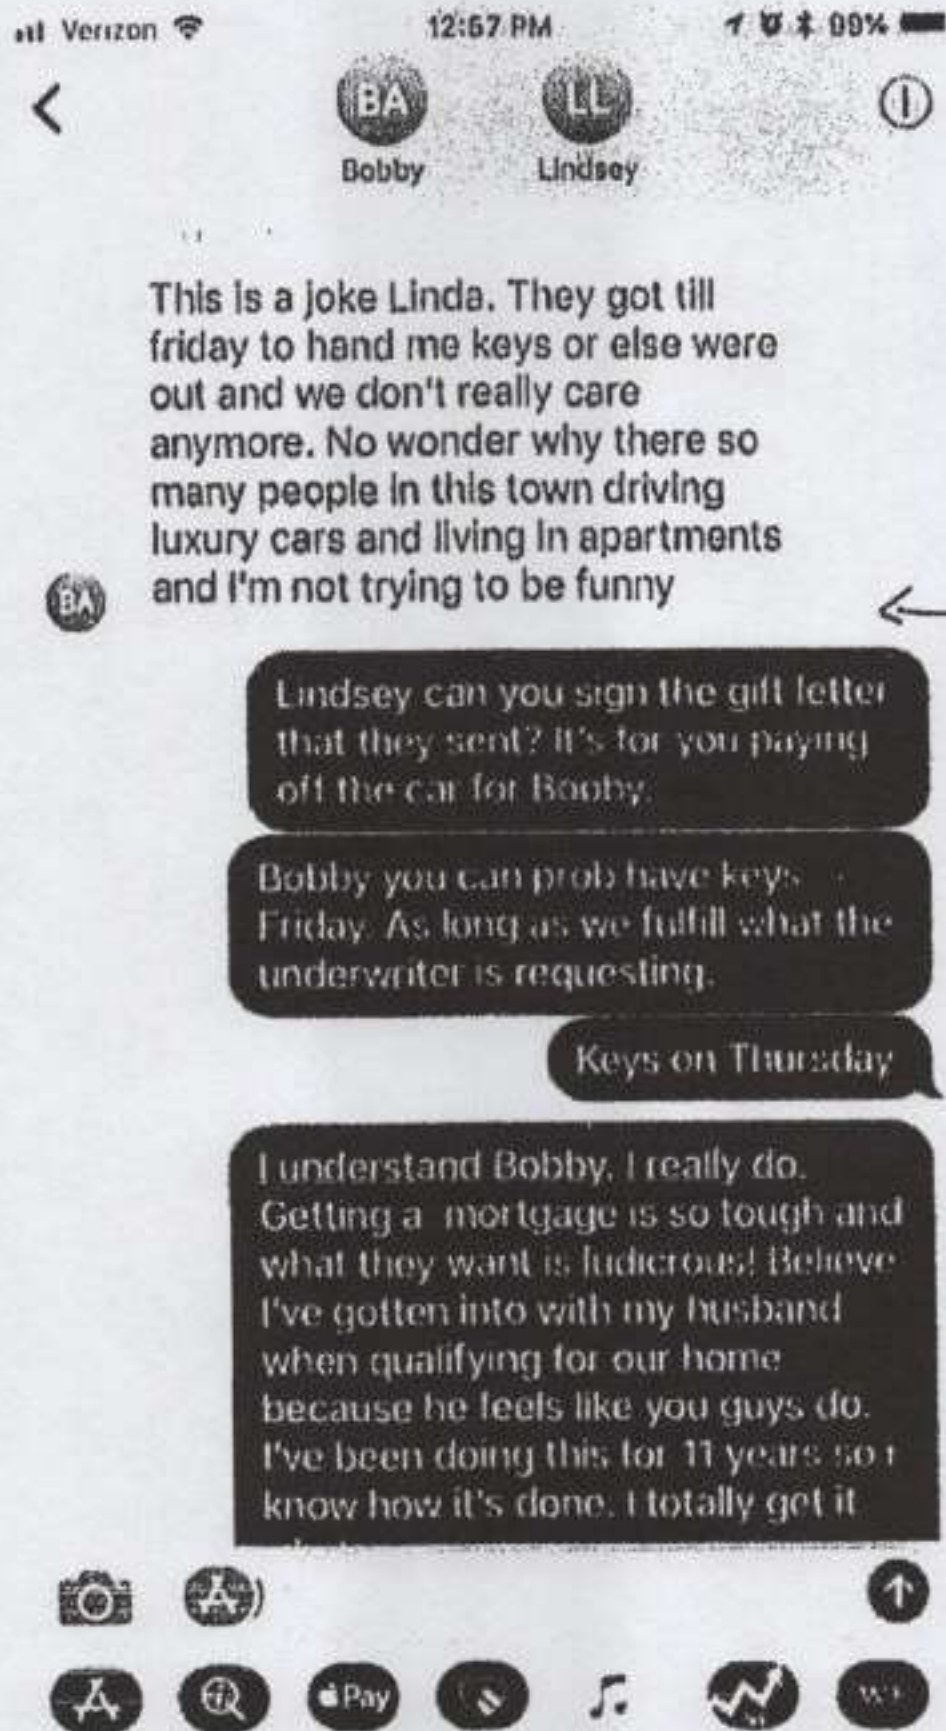 Verizon 12:57 PM 99%
BA LL
Bobby Lindsey
This is a joke Linda. They got till
friday to hand me keys or else were
out and we don't really care
anymore. No wonder why there so
many people in this town driving
luxury cars and living in apartments
and I'm not trying to be funny
BA
Lindsey can you sign the gift letter
that they sent? It's for you paying
off the car for Booby.
Bobby you can prob have keys
Friday. As long as we fulfill what the
underwriter is requesting.
Keys on Thursday
I understand Bobby. I really do.
Getting a mortgage is so tough and
what they want is ludicrous! Believe
I've gotten into with my husband
when qualifying for our home
because he feels like you guys do.
I've been doing this for 11 years so I
know how it's done. I totally get it
Pay